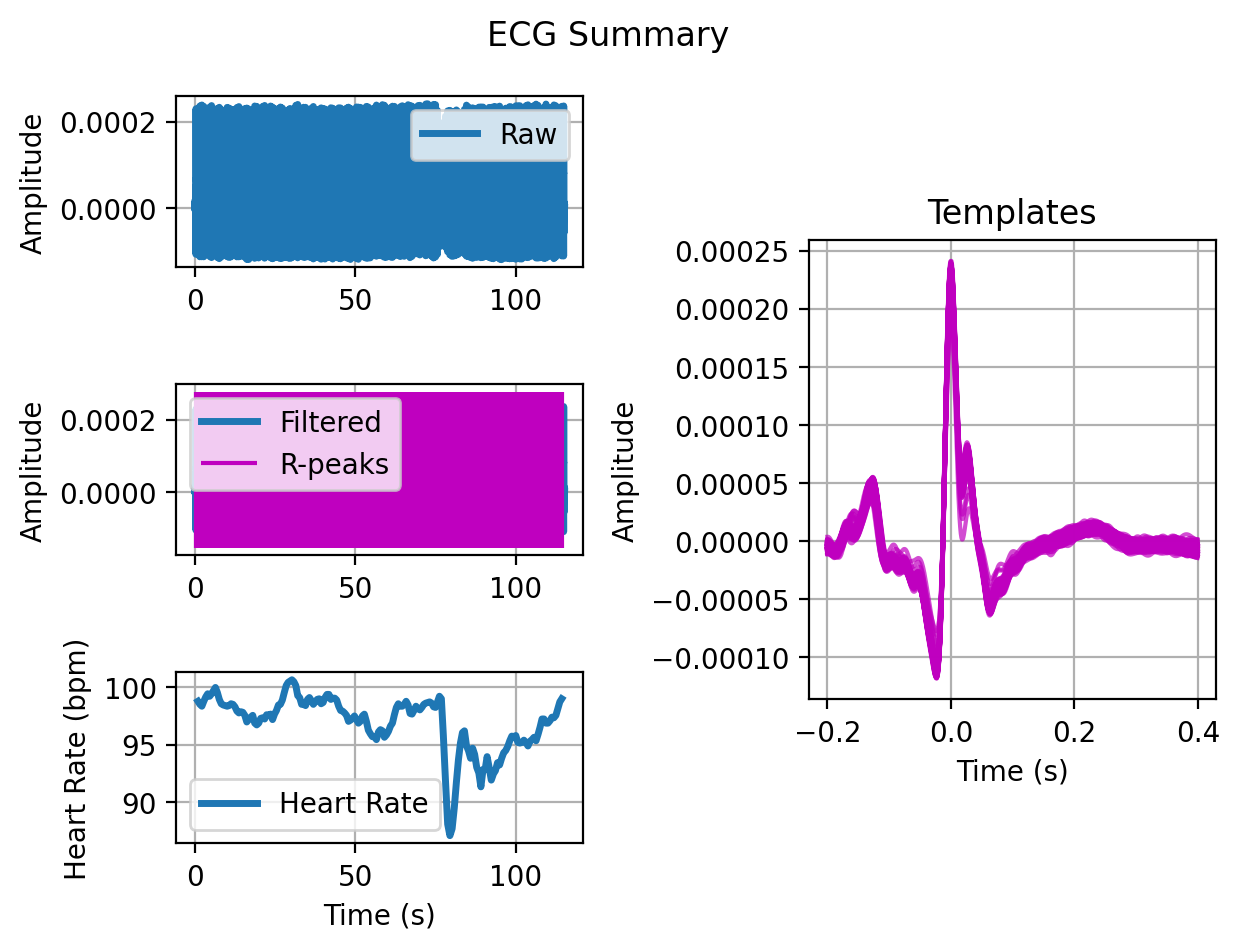 ECG Summary
Amplitude
0.0002
0.0000
Raw
0 50 100
Amplitude
0.0002
0.0000
Filtered
R-peaks
0 50 100
Heart Rate (bpm)
100
95
90
Heart Rate
0 50 100
Time (s)
Templates
Amplitude
0.00025
0.00020
0.00015
0.00010
0.00005
0.00000
−0.00005
−0.00010
−0.2 0.0 0.2 0.4
Time (s)